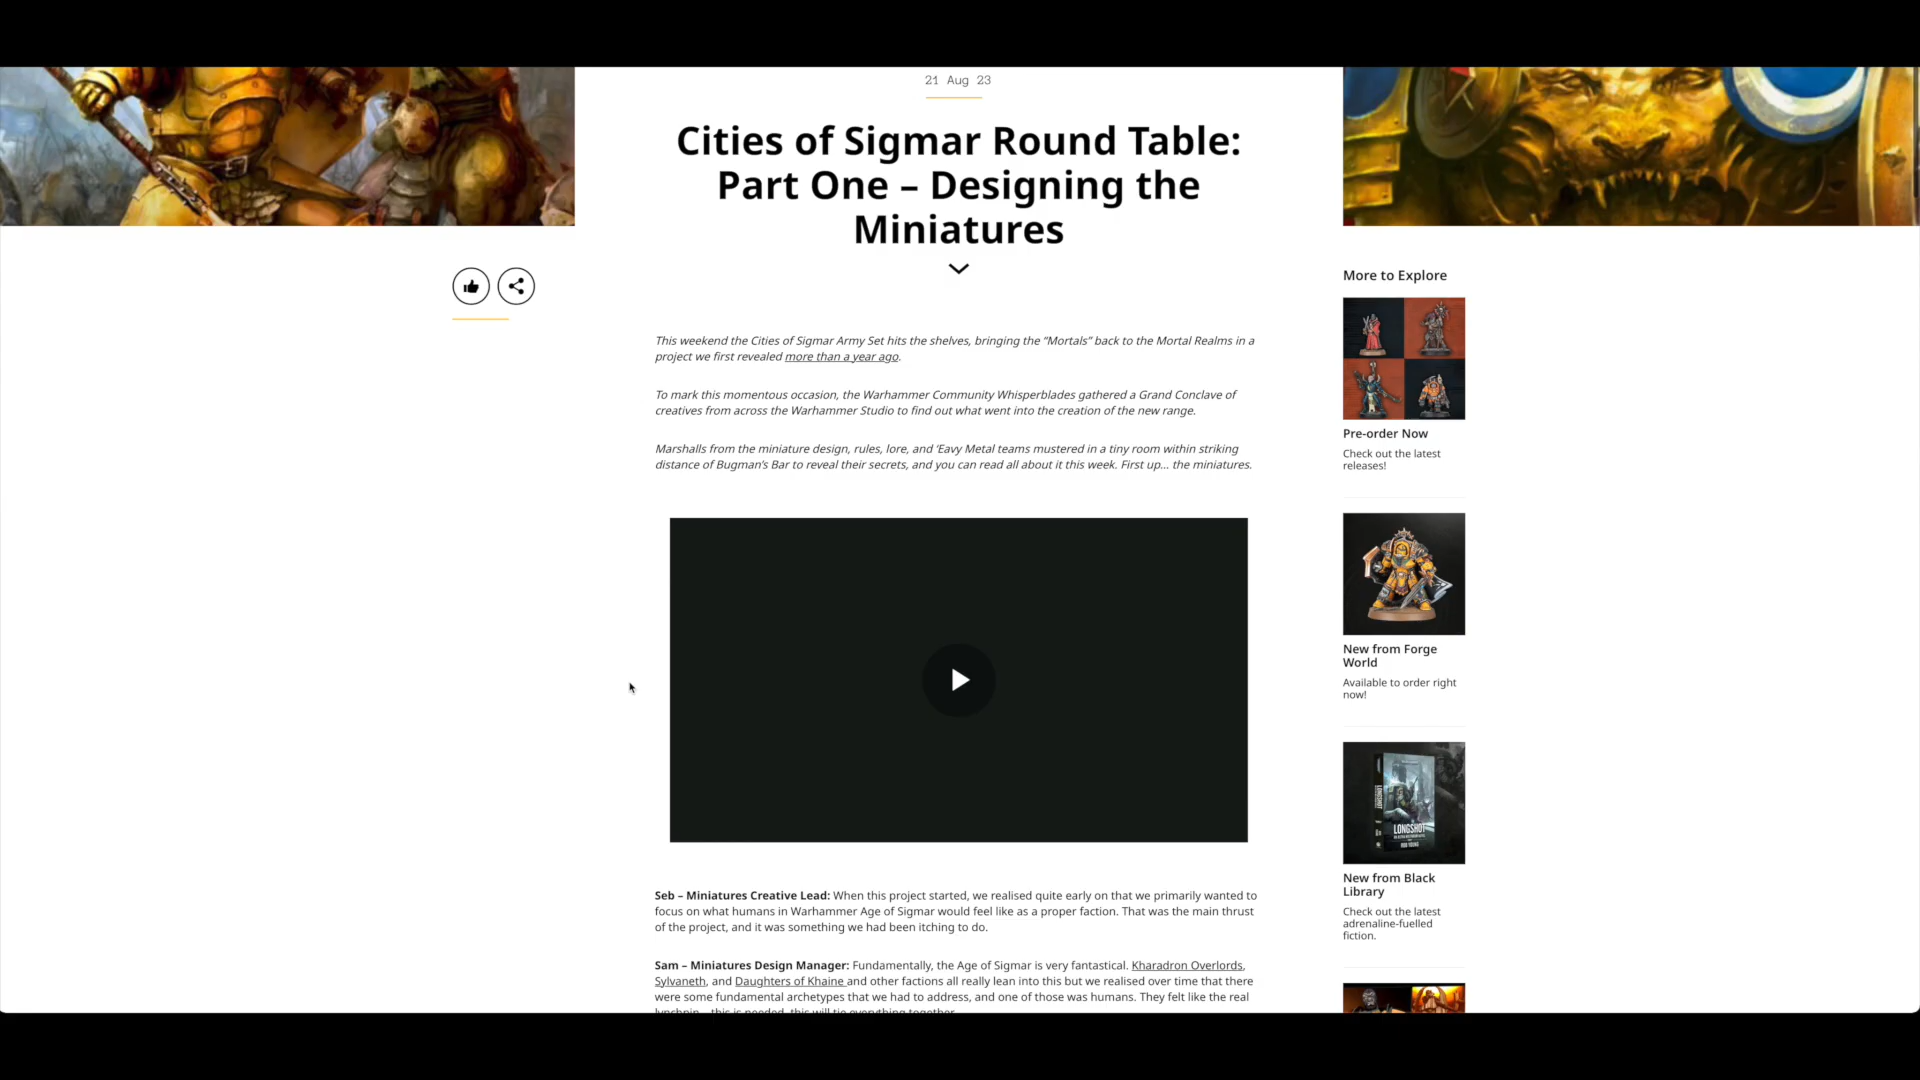 21 Aug 23
Cities of Sigmar Round Table:
Part One – Designing the
Miniatures
This weekend the Cities of Sigmar Army Set hits the shelves, bringing the “Mortals” back to the Mortal Realms in a
project we first revealed more than a year ago.
To mark this momentous occasion, the Warhammer Community Whisperblades gathered a Grand Conclave of
creatives from across the Warhammer Studio to find out what went into the creation of the new range.
Marshalls from the miniature design, rules, lore, and ’Eavy Metal teams mustered in a tiny room within striking
distance of Bugman’s Bar to reveal their secrets, and you can read all about it this week. First up… the miniatures.
Seb – Miniatures Creative Lead: When this project started, we realised quite early on that we primarily wanted to
focus on what humans in Warhammer Age of Sigmar would feel like as a proper faction. That was the main thrust
of the project, and it was something we had been itching to do.
Sam – Miniatures Design Manager: Fundamentally, the Age of Sigmar is very fantastical. Kharadron Overlords,
Sylvaneth, and Daughters of Khaine and other factions all really lean into this but we realised over time that there
were some fundamental archetypes that we had to address, and one of those was humans. They felt like the real
lynchpin – this is needed, this will tie everything together.
More to Explore
Pre-order Now
Check out the latest
releases!
New from Forge
World
Available to order right
now!
LONGSHOT
ROB YOUNG
New from Black
Library
Check out the latest
adrenaline-fuelled
fiction.